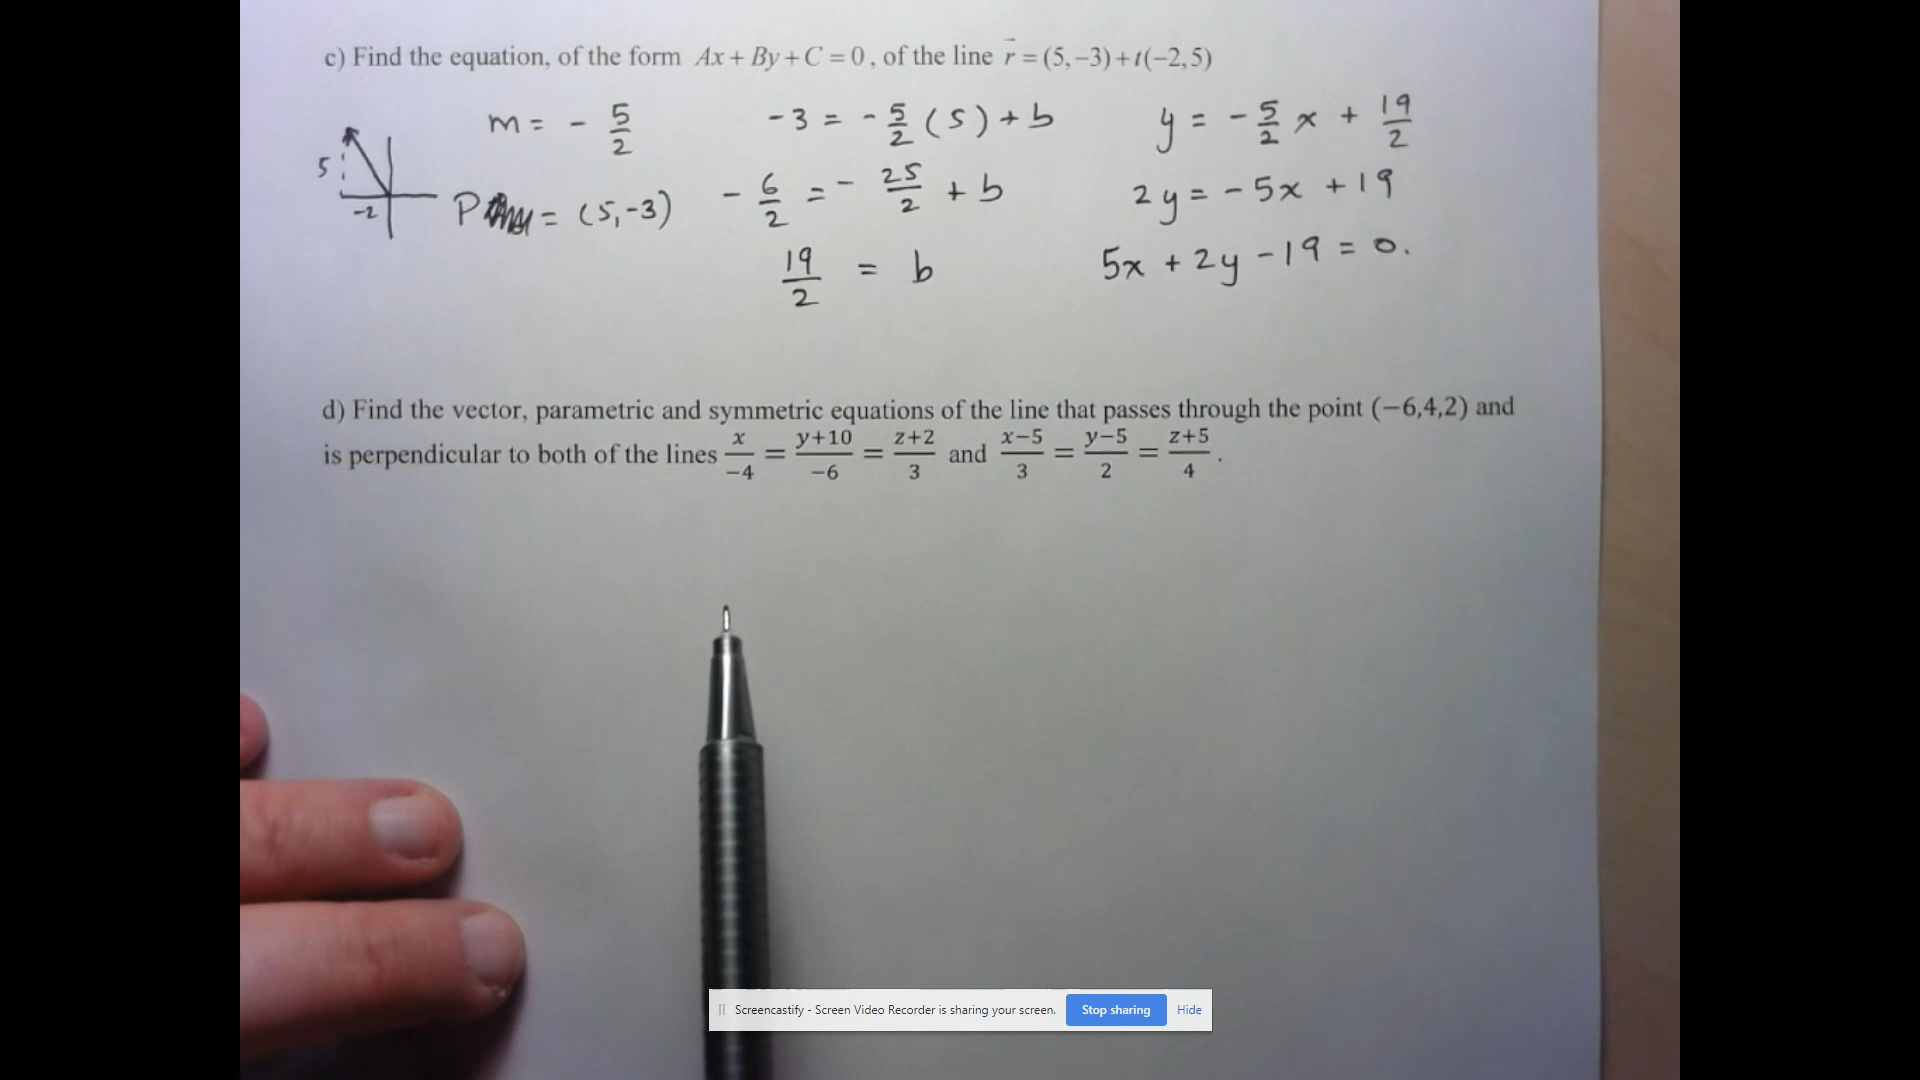 c) Find the equation, of the form Ax + By + C = 0, of the line r⃗ = (5,−3) + t(−2,5)
m = - 5/2
-3 = - 5/2 (5) + b
y = - 5/2 x + 19/2
5
-2
P = (5,-3)
- 6/2 = - 25/2 + b
2y = -5x + 19
19/2 = b
5x + 2y - 19 = 0.
d) Find the vector, parametric and symmetric equations of the line that passes through the point (−6,4,2) and
is perpendicular to both of the lines x/−4 = y+10/−6 = z+2/3 and x−5/3 = y−5/2 = z+5/4 .
Screencastify - Screen Video Recorder is sharing your screen. Stop sharing Hide